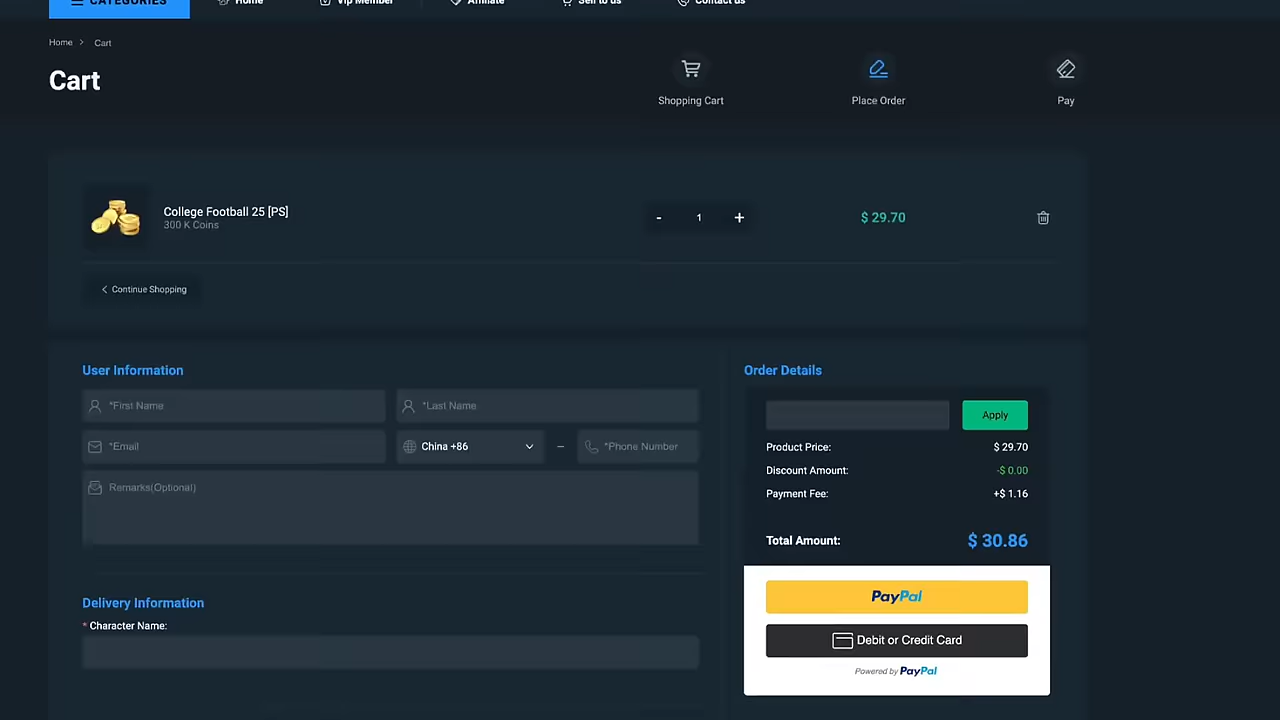 CATEGORIES
Home
Vip Member
Affiliate
Sell to us
Contact us
Home > Cart
Cart
Shopping Cart
Place Order
Pay
College Football 25 [PS]
300 K Coins
- 1 +
$ 29.70
< Continue Shopping
User Information
*First Name
*Last Name
*Email
China +86
–
*Phone Number
Remarks(Optional)
Delivery Information
* Character Name:
Order Details
Apply
Product Price: $ 29.70
Discount Amount: -$ 0.00
Payment Fee: +$ 1.16
Total Amount: $ 30.86
PayPal
Debit or Credit Card
Powered by PayPal